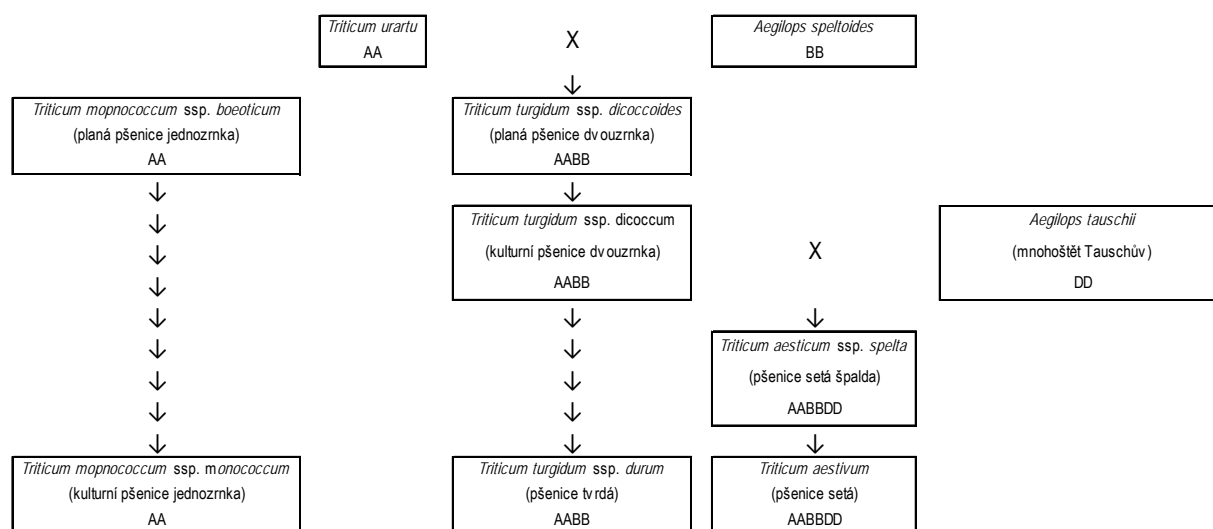 Triticum urartu
AA
X
Aegilops speltoides
BB
Triticum mopnococcum ssp. boeoticum
(planá pšenice jednozrnka)
AA
Triticum turgidum ssp. dicoccoides
(planá pšenice dvouzrnka)
AABB
Triticum turgidum ssp. dicoccum
(kulturní pšenice dvouzrnka)
AABB
X
Aegilops tauschii
(mnohoštět Tauschův)
DD
Triticum aesticum ssp. spelta
(pšenice setá špalda)
AABBDD
Triticum mopnococcum ssp. monococcum
(kulturní pšenice jednozrnka)
AA
Triticum turgidum ssp. durum
(pšenice tvrdá)
AABB
Triticum aestivum
(pšenice setá)
AABBDD